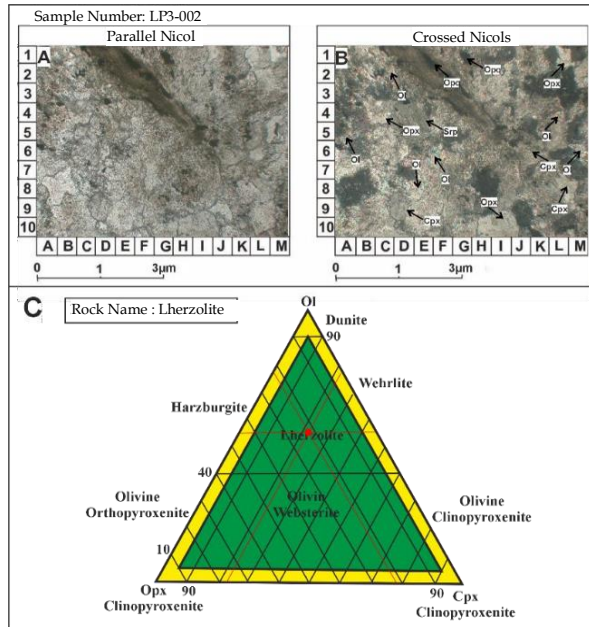 Sample Number: LP3-002
Parallel Nicol
Crossed Nicols
A
1
2
3
4
5
6
7
8
9
10
A B C D E F G H I J K L M
0 1 3µm
B
1
2
3
4
5
6
7
8
9
10
Opq
Opq
Opx
Ol
Opx
Srp
Ol
Ol
Cpx
Ol
Ol
Ol
Opx
Cpx
Cpx
A B C D E F G H I J K L M
0 1 3µm
C
Rock Name : Lherzolite
Ol
Dunite
90
Wehrlite
Harzburgite
Lherzolite
40
Olivine
Orthopyroxenite
Olivin
Websterite
Olivine
Clinopyroxenite
10
Opx 90
Clinopyroxenite
90 Cpx
Clinopyroxenite